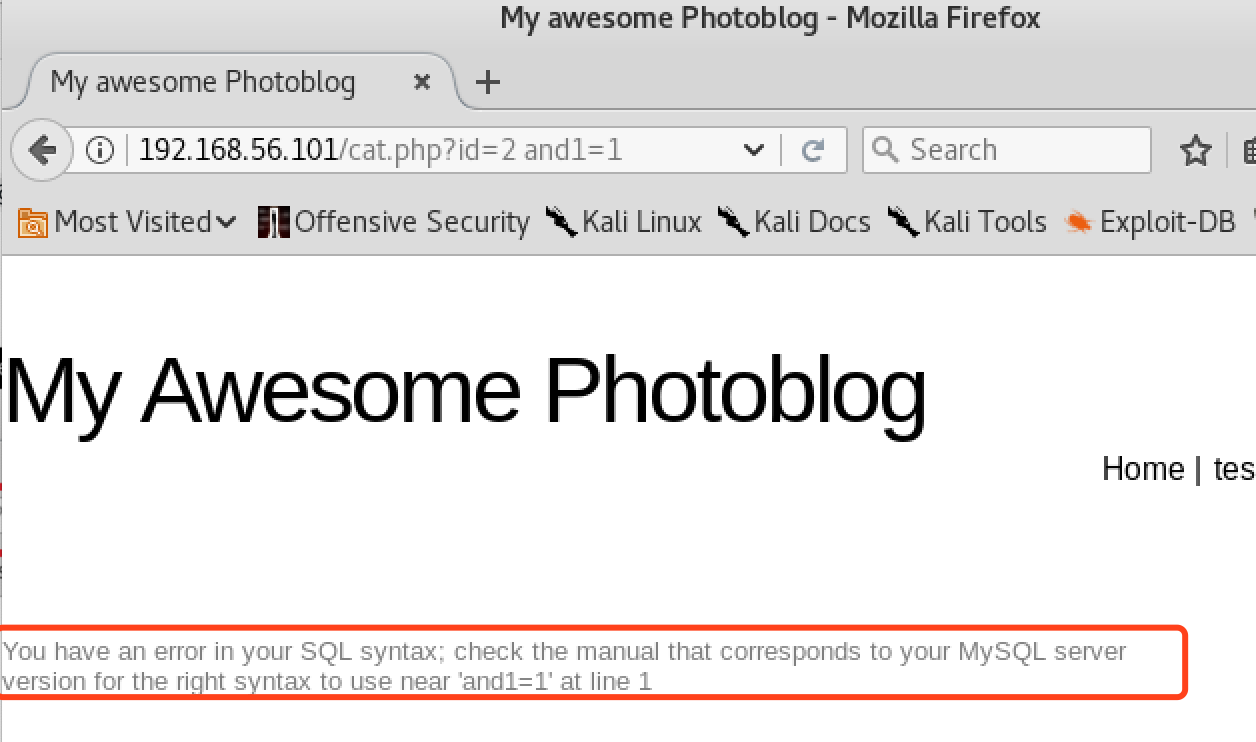 My awesome Photoblog - Mozilla Firefox
My awesome Photoblog
192.168.56.101/cat.php?id=2 and1=1 Search
Most Visited Offensive Security Kali Linux Kali Docs Kali Tools Exploit-DB
My Awesome Photoblog
Home | tes
You have an error in your SQL syntax; check the manual that corresponds to your MySQL server
version for the right syntax to use near 'and1=1' at line 1